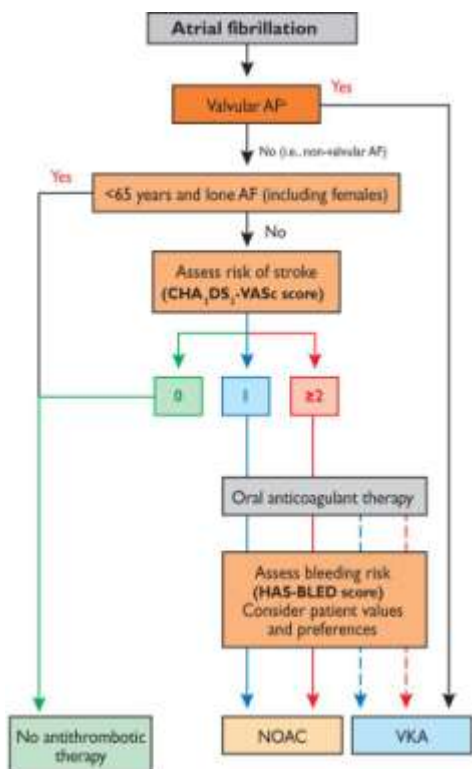 Atrial fibrillation
Valvular AFᵃ
Yes
No (i.e., non-valvular AF)
Yes
<65 years and lone AF (including females)
No
Assess risk of stroke
(CHA₂DS₂-VASc score)
0
1
≥2
Oral anticoagulant therapy
Assess bleeding risk
(HAS-BLED score)
Consider patient values
and preferences
No antithrombotic
therapy
NOAC
VKA